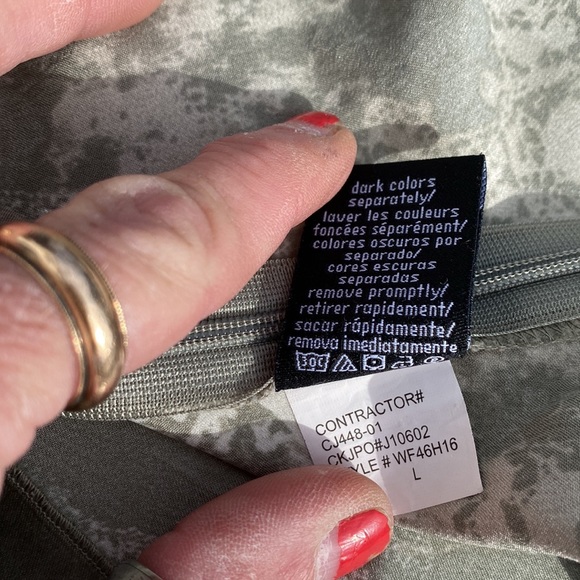 dark colors
separately/
laver les couleurs
foncées séparément/
colores oscuros por
separado/
cores escuras
separadas
remove promptly/
retirer rapidement/
sacar rápidamente/
remova imediatamente
30C
CONTRACTOR#
CJ448-01
CKJPO#J10602
YLE # WF46H16
L